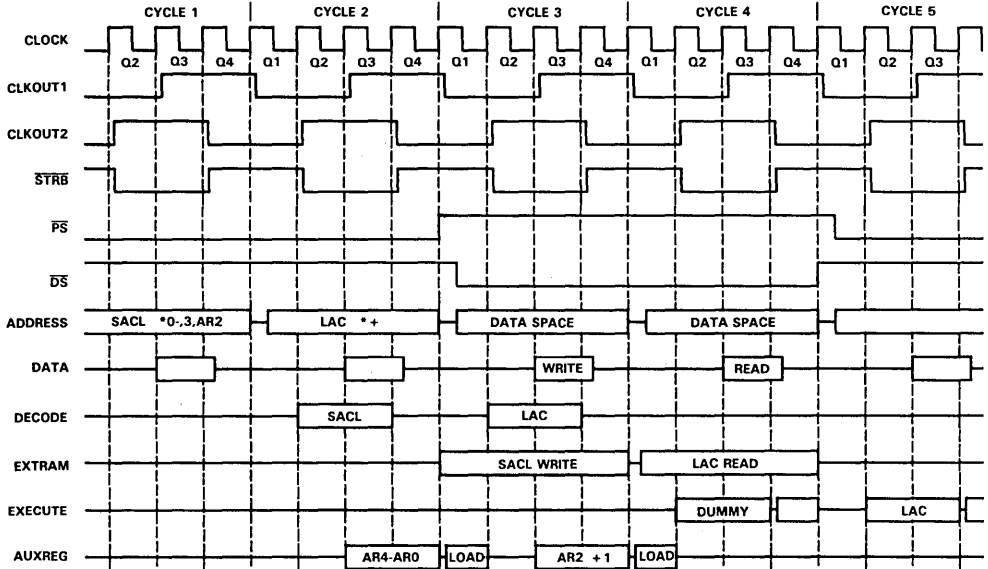 CYCLE 1 CYCLE 2 CYCLE 3 CYCLE 4 CYCLE 5
CLOCK
Q2 Q3 Q4 Q1 Q2 Q3 Q4 Q1 Q2 Q3 Q4 Q1 Q2 Q3 Q4 Q1 Q2 Q3
CLKOUT1
CLKOUT2
STRB
PS
DS
ADDRESS SACL *0-,3,AR2 LAC *+ DATA SPACE DATA SPACE
DATA WRITE READ
DECODE SACL LAC
EXTRAM SACL WRITE LAC READ
EXECUTE DUMMY LAC
AUXREG AR4-AR0 LOAD AR2 +1 LOAD